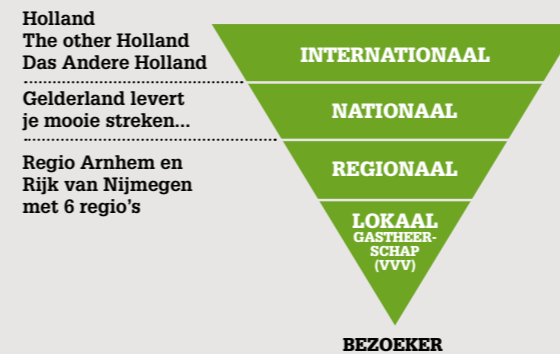 Holland
The other Holland
Das Andere Holland
INTERNATIONAAL
Gelderland levert
je mooie streken...
NATIONAAL
Regio Arnhem en
Rijk van Nijmegen
met 6 regio's
REGIONAAL
LOKAAL
GASTHEER-
SCHAP
(VVV)
BEZOEKER